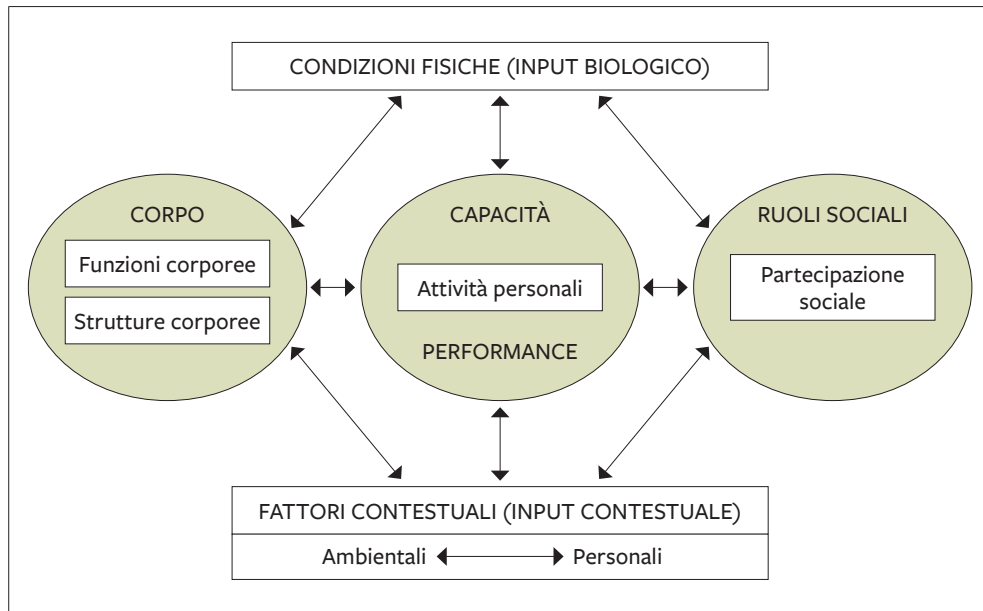 CONDIZIONI FISICHE (INPUT BIOLOGICO)
CORPO
Funzioni corporee
Strutture corporee
CAPACITÀ
Attività personali
PERFORMANCE
RUOLI SOCIALI
Partecipazione
sociale
FATTORI CONTESTUALI (INPUT CONTESTUALE)
Ambientali Personali